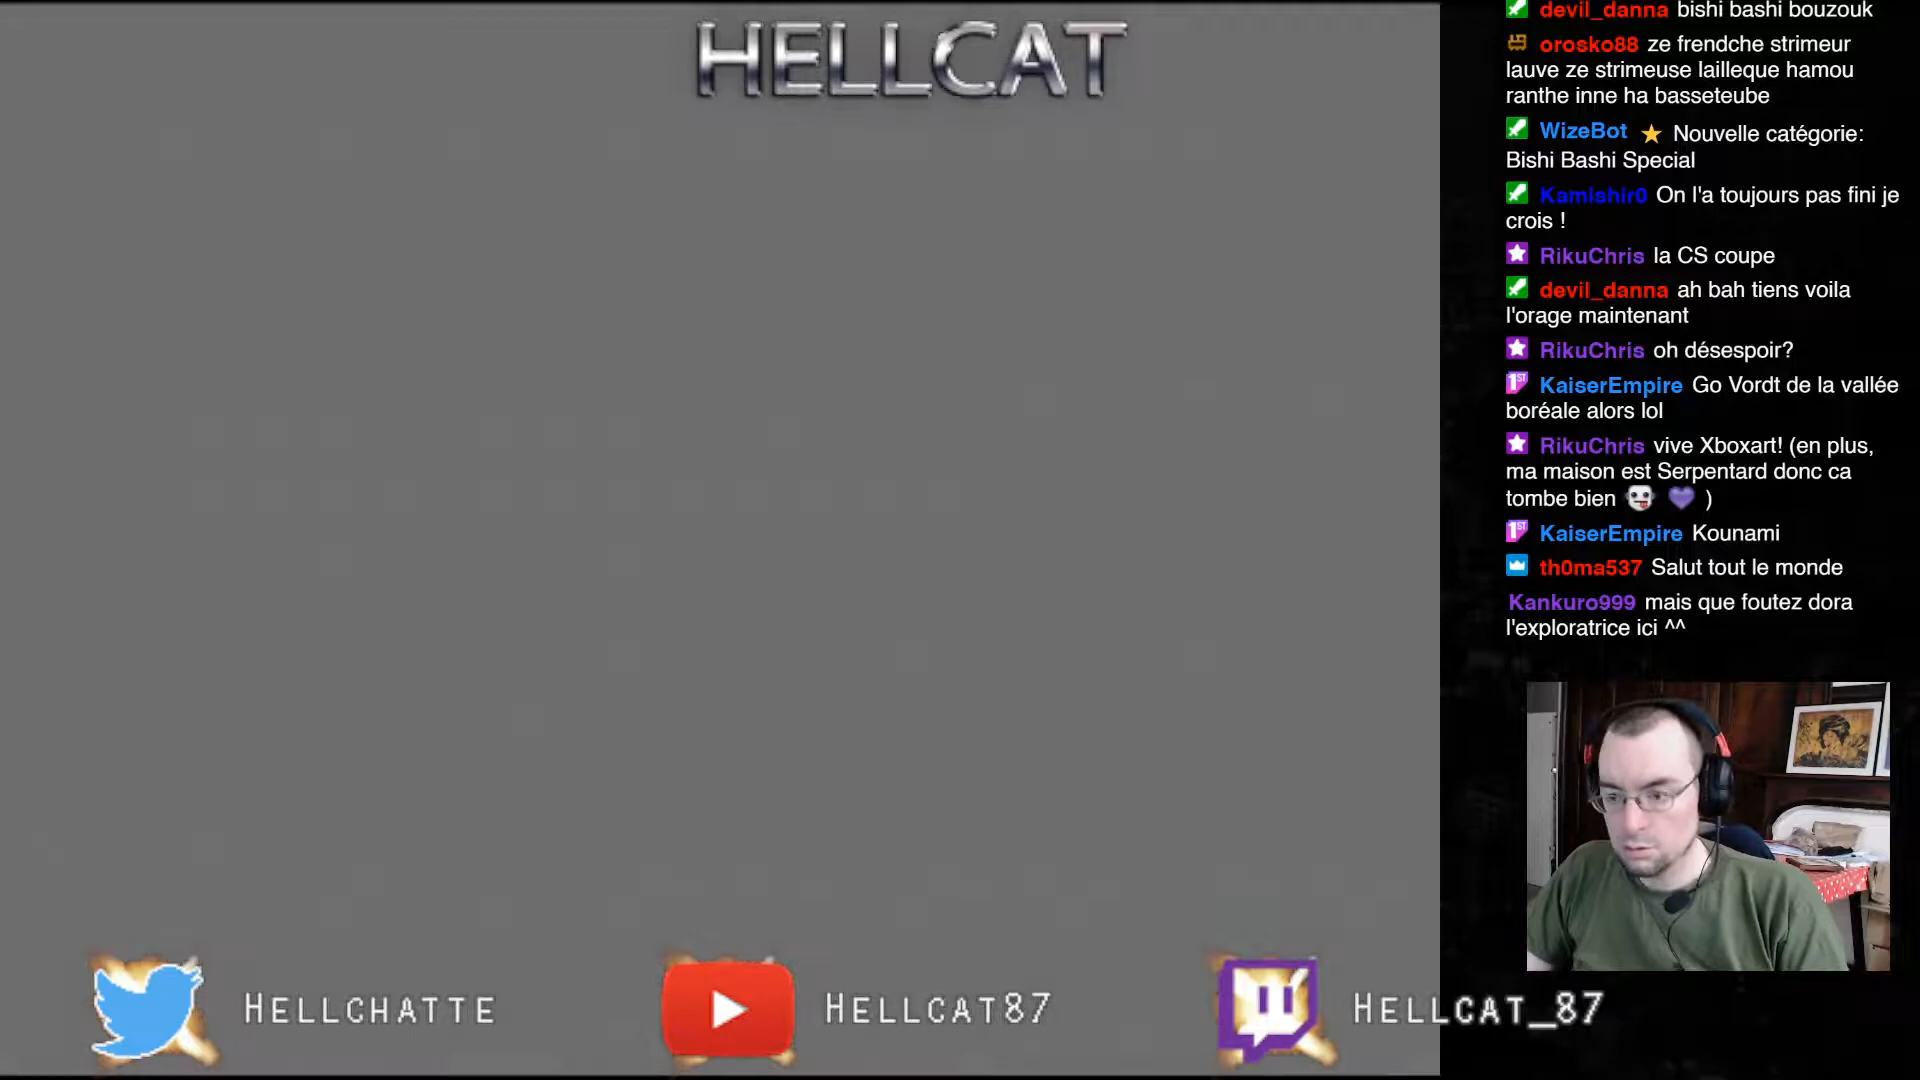 HELLCAT
devil_danna bishi bashi bouzouk
orosko88 ze frendche strimeur
lauve ze strimeuse lailleque hamou
ranthe inne ha basseteube
WizeBot Nouvelle catégorie:
Bishi Bashi Special
Kamishir0 On l'a toujours pas fini je
crois !
RikuChris la CS coupe
devil_danna ah bah tiens voila
l'orage maintenant
RikuChris oh désespoir?
KaiserEmpire Go Vordt de la vallée
boréale alors lol
RikuChris vive Xboxart! (en plus,
ma maison est Serpentard donc ca
tombe bien )
KaiserEmpire Kounami
th0ma537 Salut tout le monde
Kankuro999 mais que foutez dora
l'exploratrice ici ^^
HELLCHATTE
HELLCAT87
HELLCAT_87